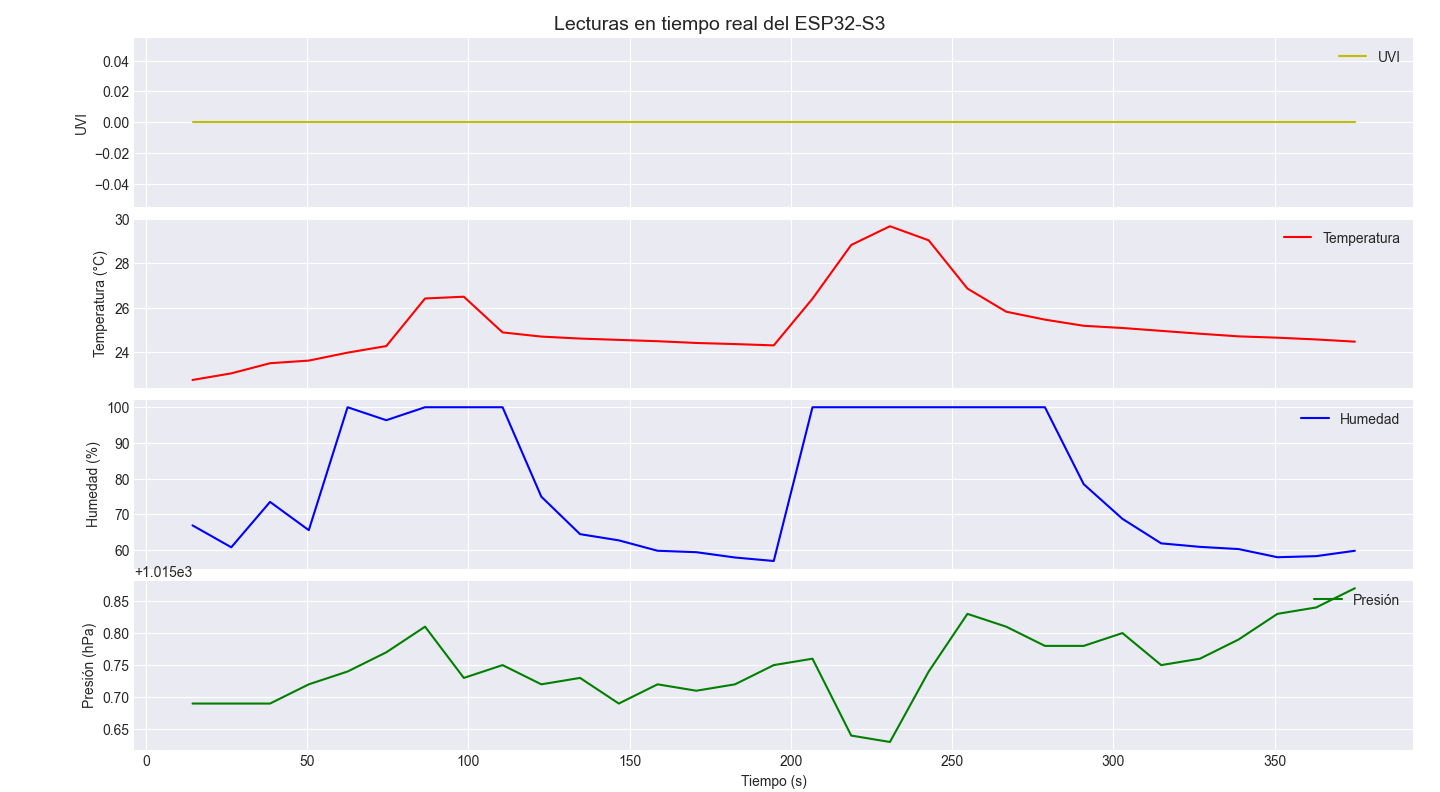 Lecturas en tiempo real del ESP32-S3
UVI
0.04
0.02
0.00
−0.02
−0.04
UVI
Temperatura (°C)
30
28
26
24
Temperatura
Humedad (%)
100
90
80
70
60
Humedad
+1.015e3
Presión (hPa)
0.85
0.80
0.75
0.70
0.65
Presión
0 50 100 150 200 250 300 350
Tiempo (s)